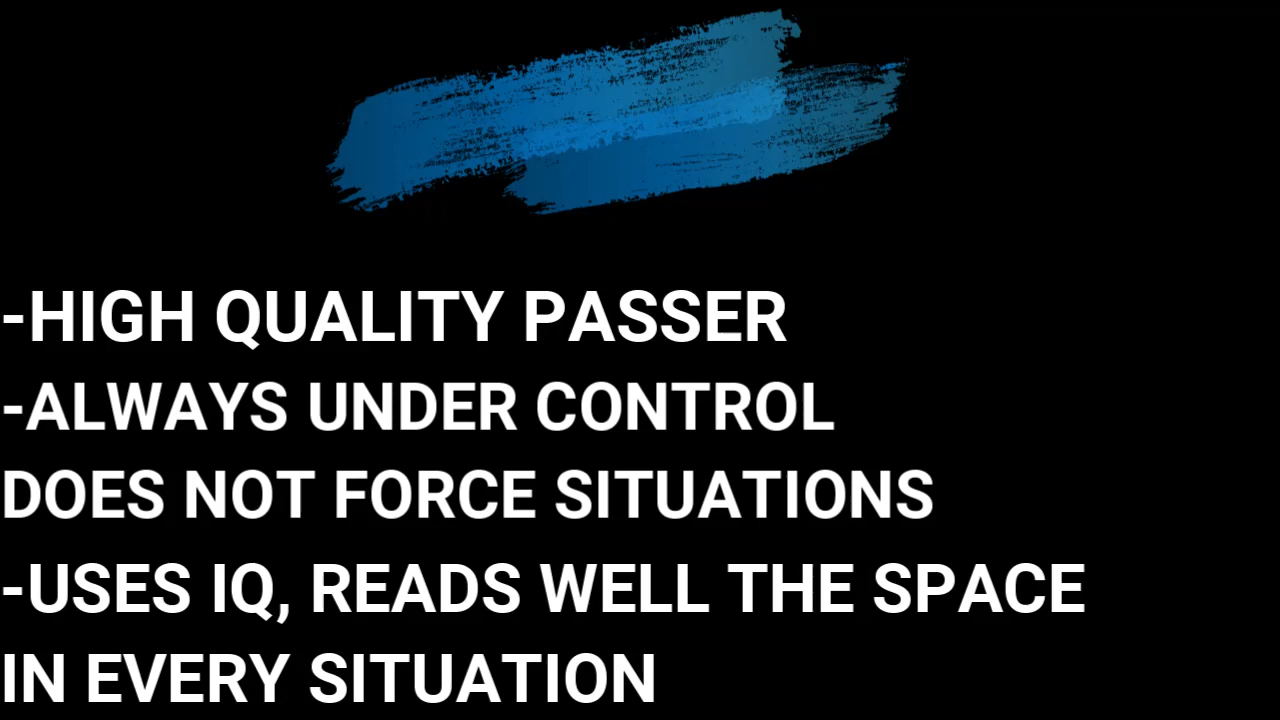 -HIGH QUALITY PASSER
-ALWAYS UNDER CONTROL
DOES NOT FORCE SITUATIONS
-USES IQ, READS WELL THE SPACE
IN EVERY SITUATION